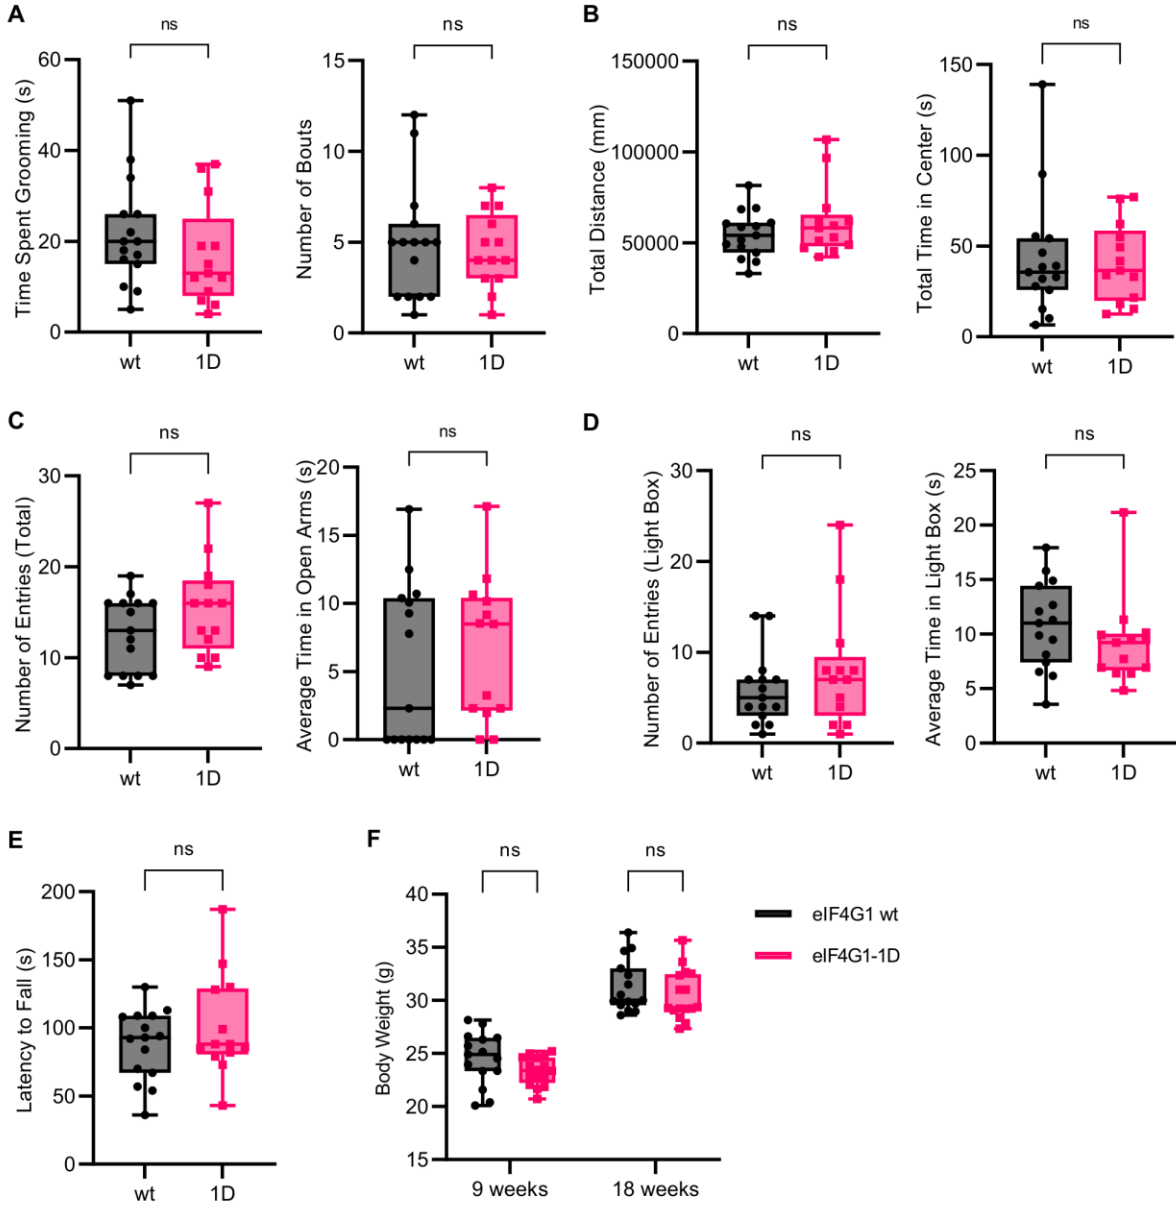 A
ns
Time Spent Grooming (s)
60
40
20
0
wt 1D
ns
Number of Bouts
15
10
5
0
wt 1D
B
ns
Total Distance (mm)
150000
100000
50000
0
wt 1D
ns
Total Time in Center (s)
150
100
50
0
wt 1D
C
ns
Number of Entries (Total)
30
20
10
0
wt 1D
ns
Average Time in Open Arms (s)
20
15
10
5
0
wt 1D
D
ns
Number of Entries (Light Box)
30
20
10
0
wt 1D
ns
Average Time in Light Box (s)
25
20
15
10
5
0
wt 1D
E
ns
Latency to Fall (s)
200
150
100
50
0
wt 1D
F
ns ns
Body Weight (g)
40
35
30
25
20
15
9 weeks 18 weeks
eIF4G1 wt
eIF4G1-1D